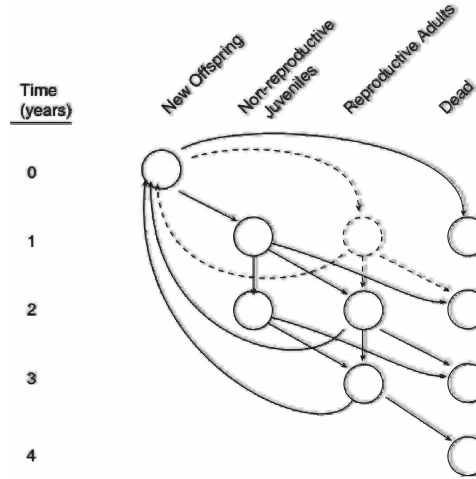 Time
(years)
New Offspring
Non-reproductive
Juveniles
Reproductive Adults
Dead
0
1
2
3
4